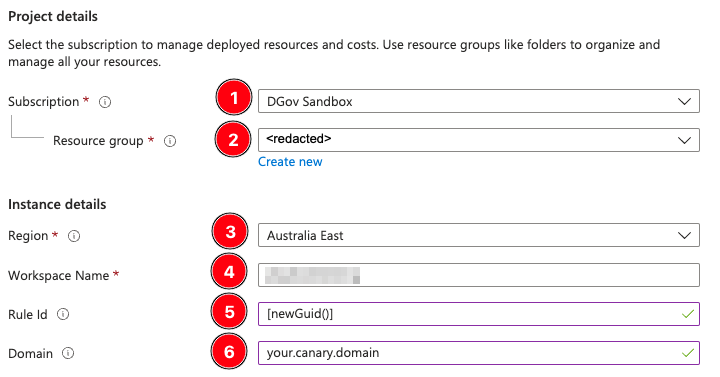 Project details
Select the subscription to manage deployed resources and costs. Use resource groups like folders to organize and
manage all your resources.
Subscription * 1 DGov Sandbox
Resource group * 2 <redacted>
Create new
Instance details
Region * 3 Australia East
Workspace Name * 4
Rule Id 5 [newGuid()]
Domain 6 your.canary.domain